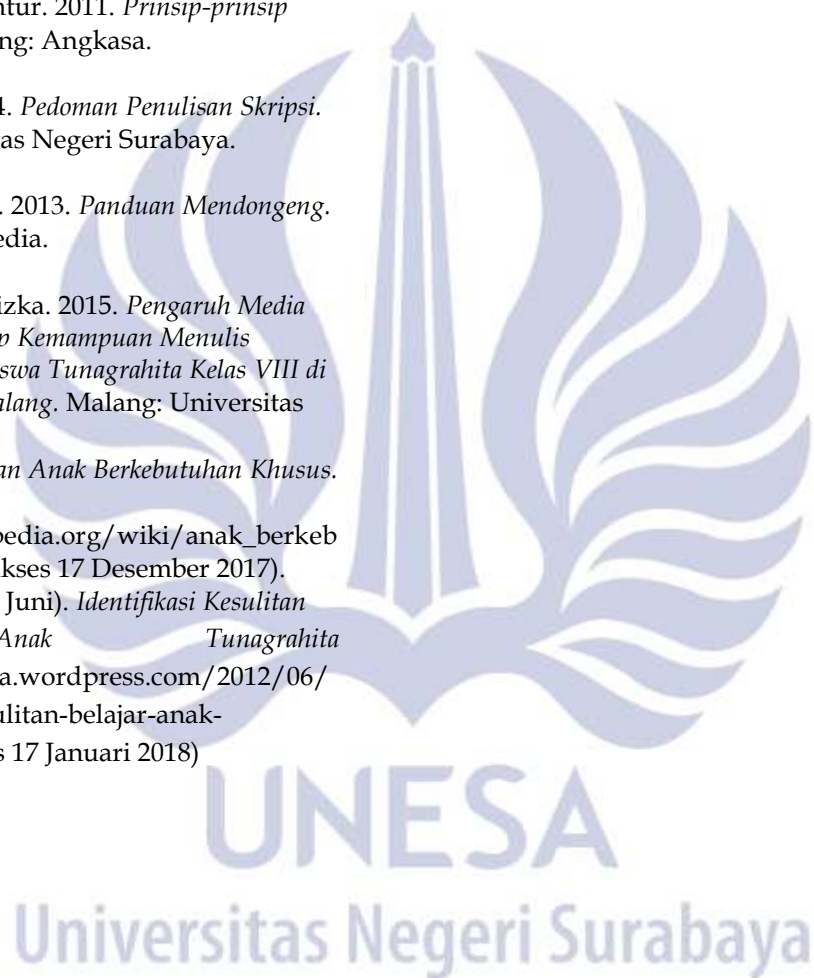 ntur. 2011. Prinsip-prinsip
ng: Angkasa.
4. Pedoman Penulisan Skripsi.
as Negeri Surabaya.
. 2013. Panduan Mendongeng.
edia.
izka. 2015. Pengaruh Media
p Kemampuan Menulis
swa Tunagrahita Kelas VIII di
alang. Malang: Universitas
an Anak Berkebutuhan Khusus.
pedia.org/wiki/anak_berkeb
kses 17 Desember 2017).
Juni). Identifikasi Kesulitan
Anak Tunagrahita
a.wordpress.com/2012/06/
ulitan-belajar-anak-
s 17 Januari 2018)
UNESA
Universitas Negeri Surabaya